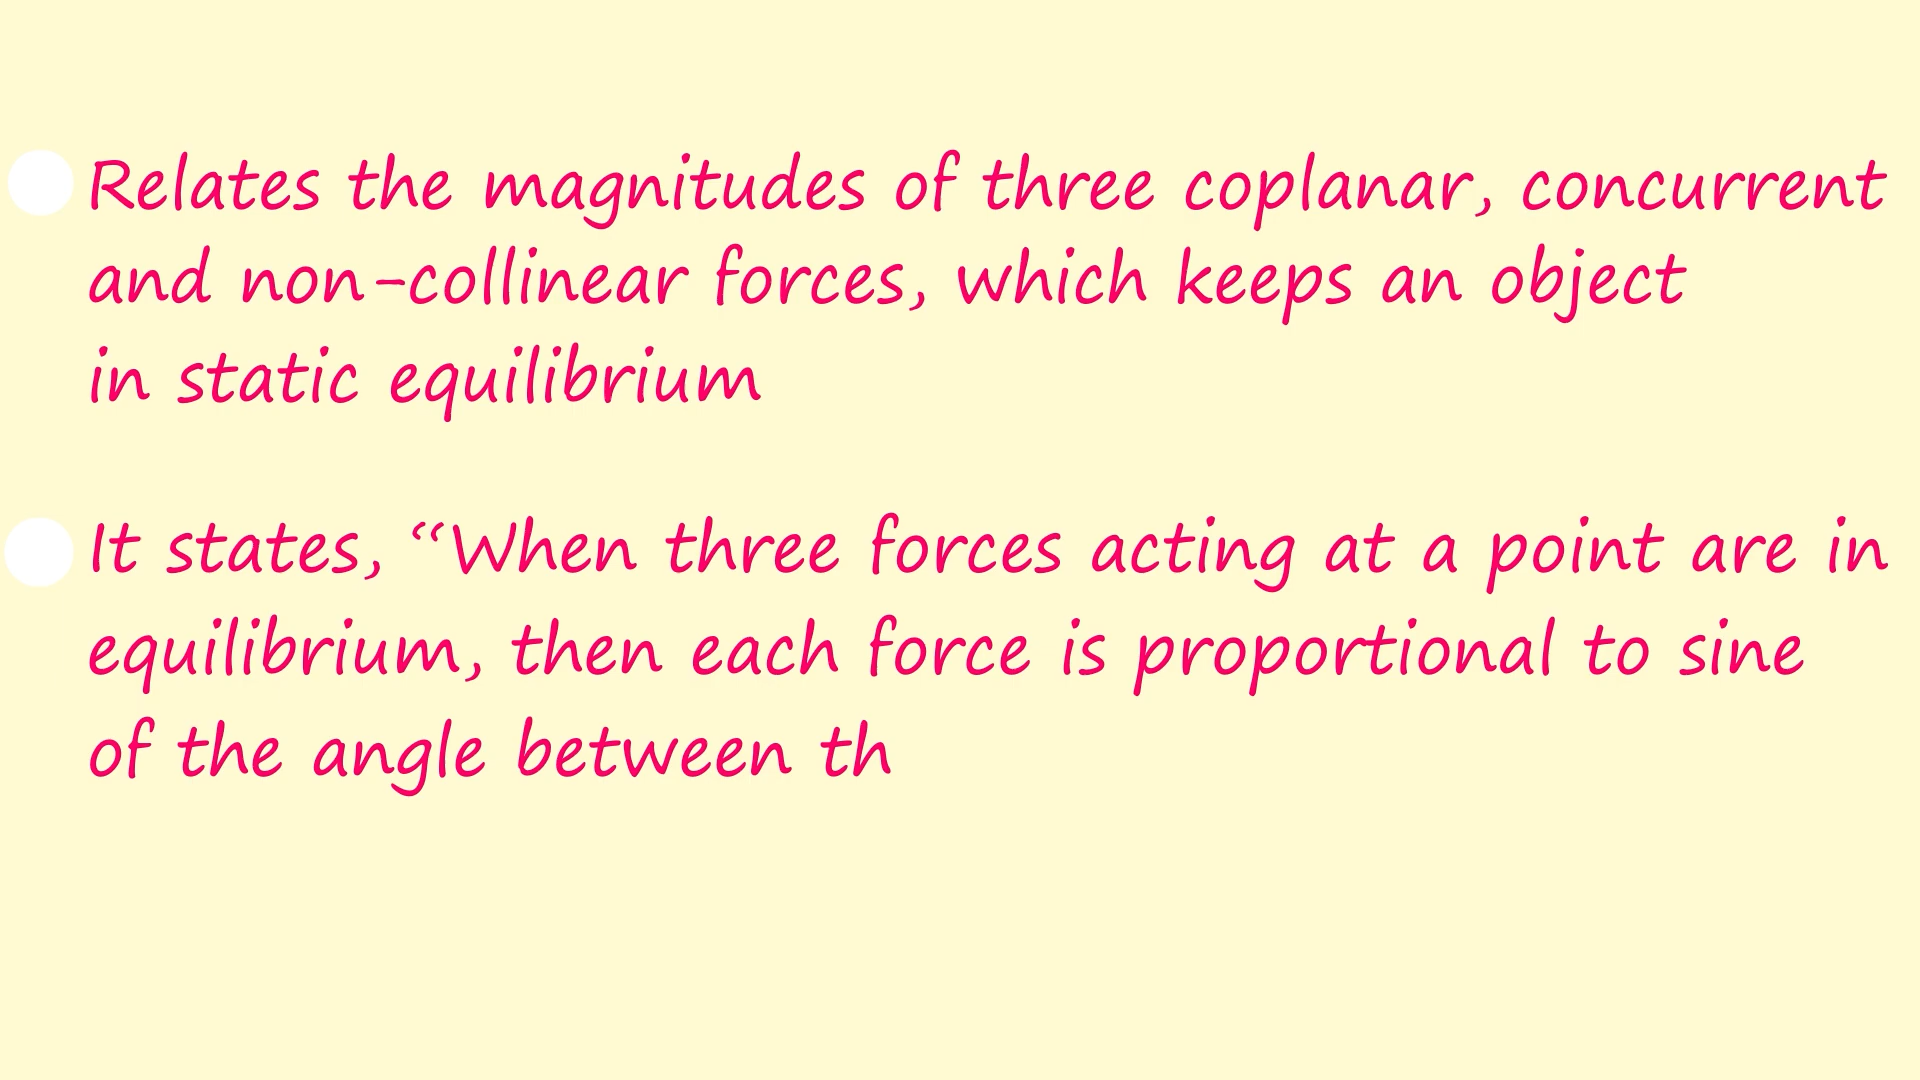 Relates the magnitudes of three coplanar, concurrent
and non-collinear forces, which keeps an object
in static equilibrium
It states, “When three forces acting at a point are in
equilibrium, then each force is proportional to sine
of the angle between th